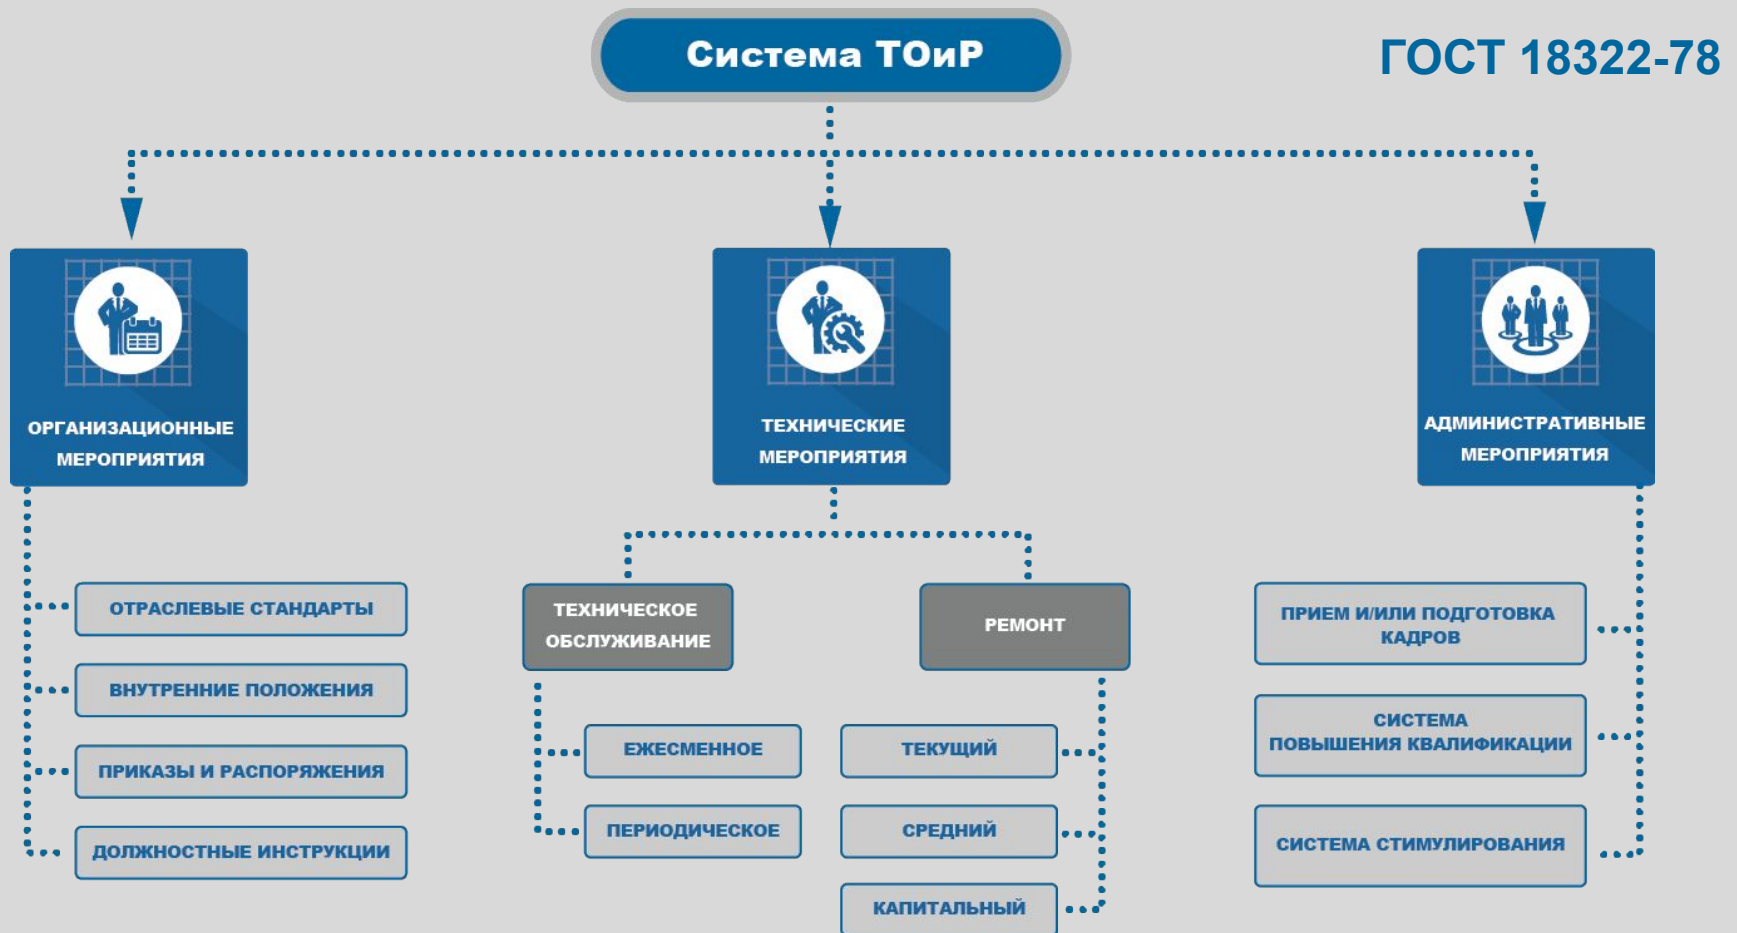 Система ТОиР
ГОСТ 18322-78
ОРГАНИЗАЦИОННЫЕ
МЕРОПРИЯТИЯ
ТЕХНИЧЕСКИЕ
МЕРОПРИЯТИЯ
АДМИНИСТРАТИВНЫЕ
МЕРОПРИЯТИЯ
ОТРАСЛЕВЫЕ СТАНДАРТЫ
ВНУТРЕННИЕ ПОЛОЖЕНИЯ
ПРИКАЗЫ И РАСПОРЯЖЕНИЯ
ДОЛЖНОСТНЫЕ ИНСТРУКЦИИ
ТЕХНИЧЕСКОЕ
ОБСЛУЖИВАНИЕ
ЕЖЕСМЕННОЕ
ПЕРИОДИЧЕСКОЕ
РЕМОНТ
ТЕКУЩИЙ
СРЕДНИЙ
КАПИТАЛЬНЫЙ
ПРИЕМ И/ИЛИ ПОДГОТОВКА
КАДРОВ
СИСТЕМА
ПОВЫШЕНИЯ КВАЛИФИКАЦИИ
СИСТЕМА СТИМУЛИРОВАНИЯ